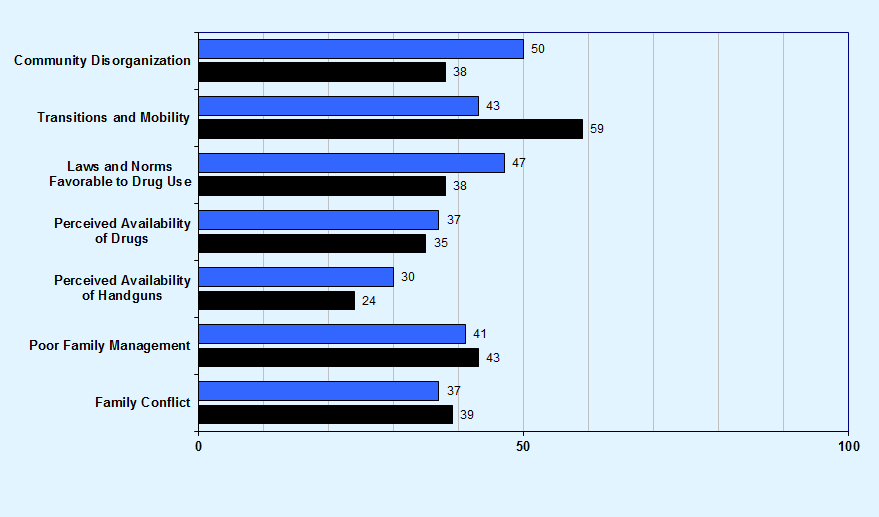 Community Disorganization
50
38
Transitions and Mobility
43
59
Laws and Norms
Favorable to Drug Use
47
38
Perceived Availability
of Drugs
37
35
Perceived Availability
of Handguns
30
24
Poor Family Management
41
43
Family Conflict
37
39
0 50 100